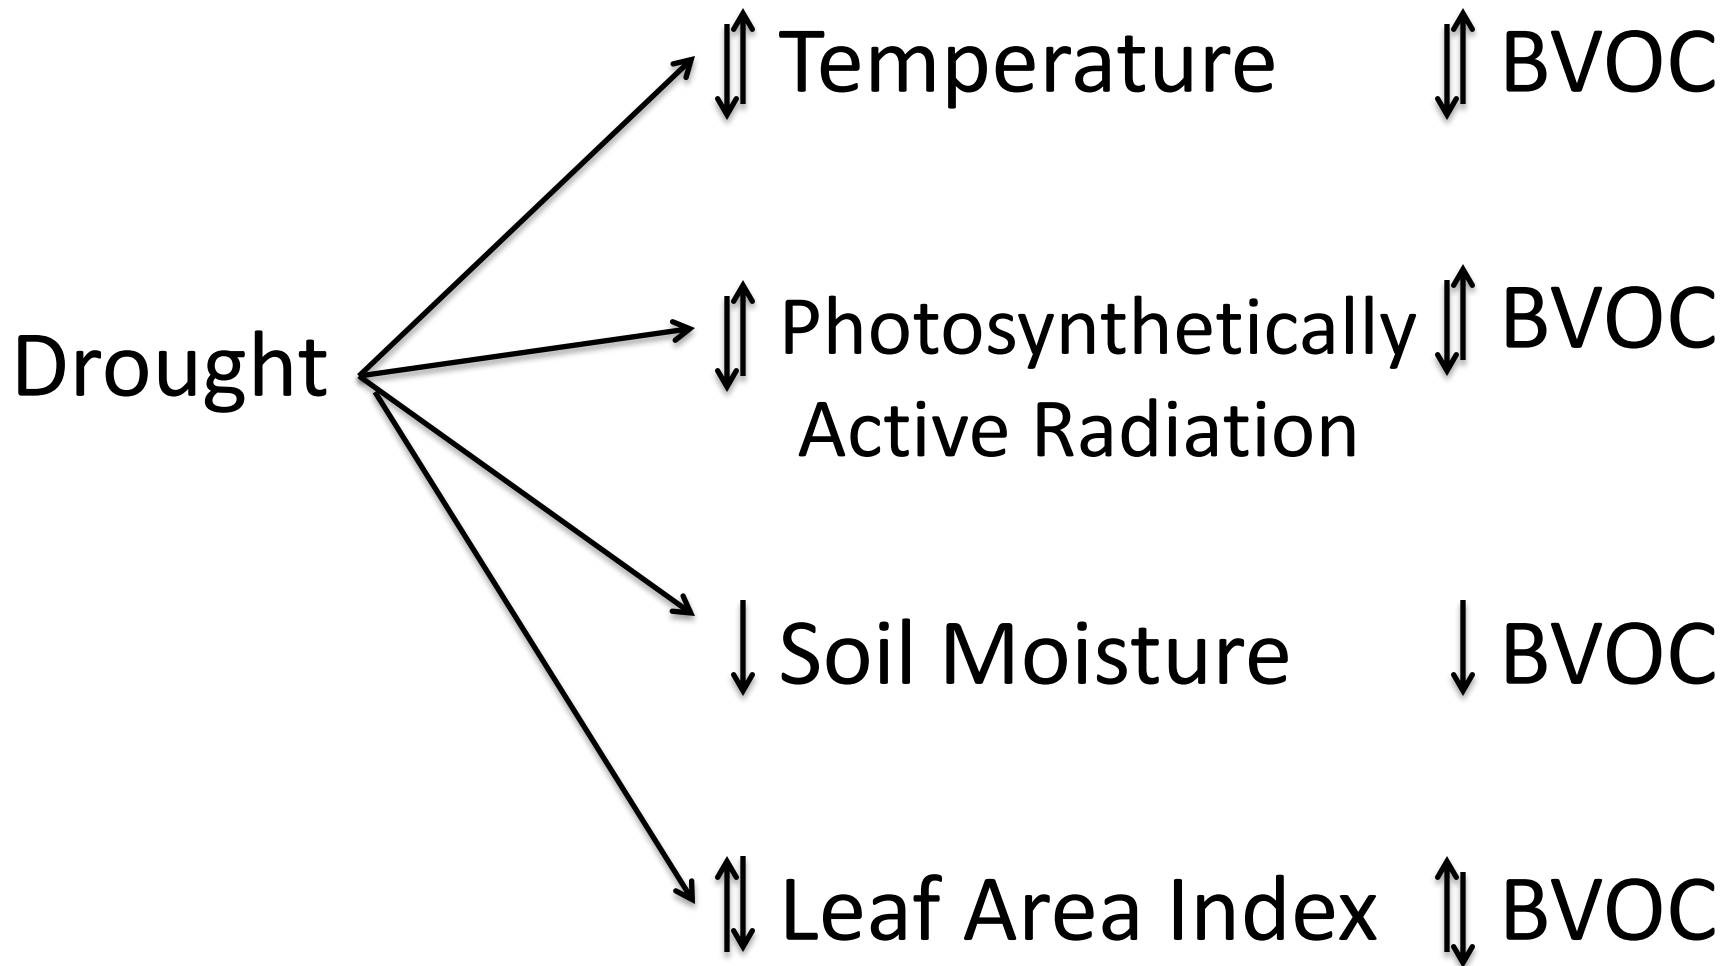 Temperature BVOC
Drought
Photosynthetically BVOC
Active Radiation
Soil Moisture BVOC
Leaf Area Index BVOC